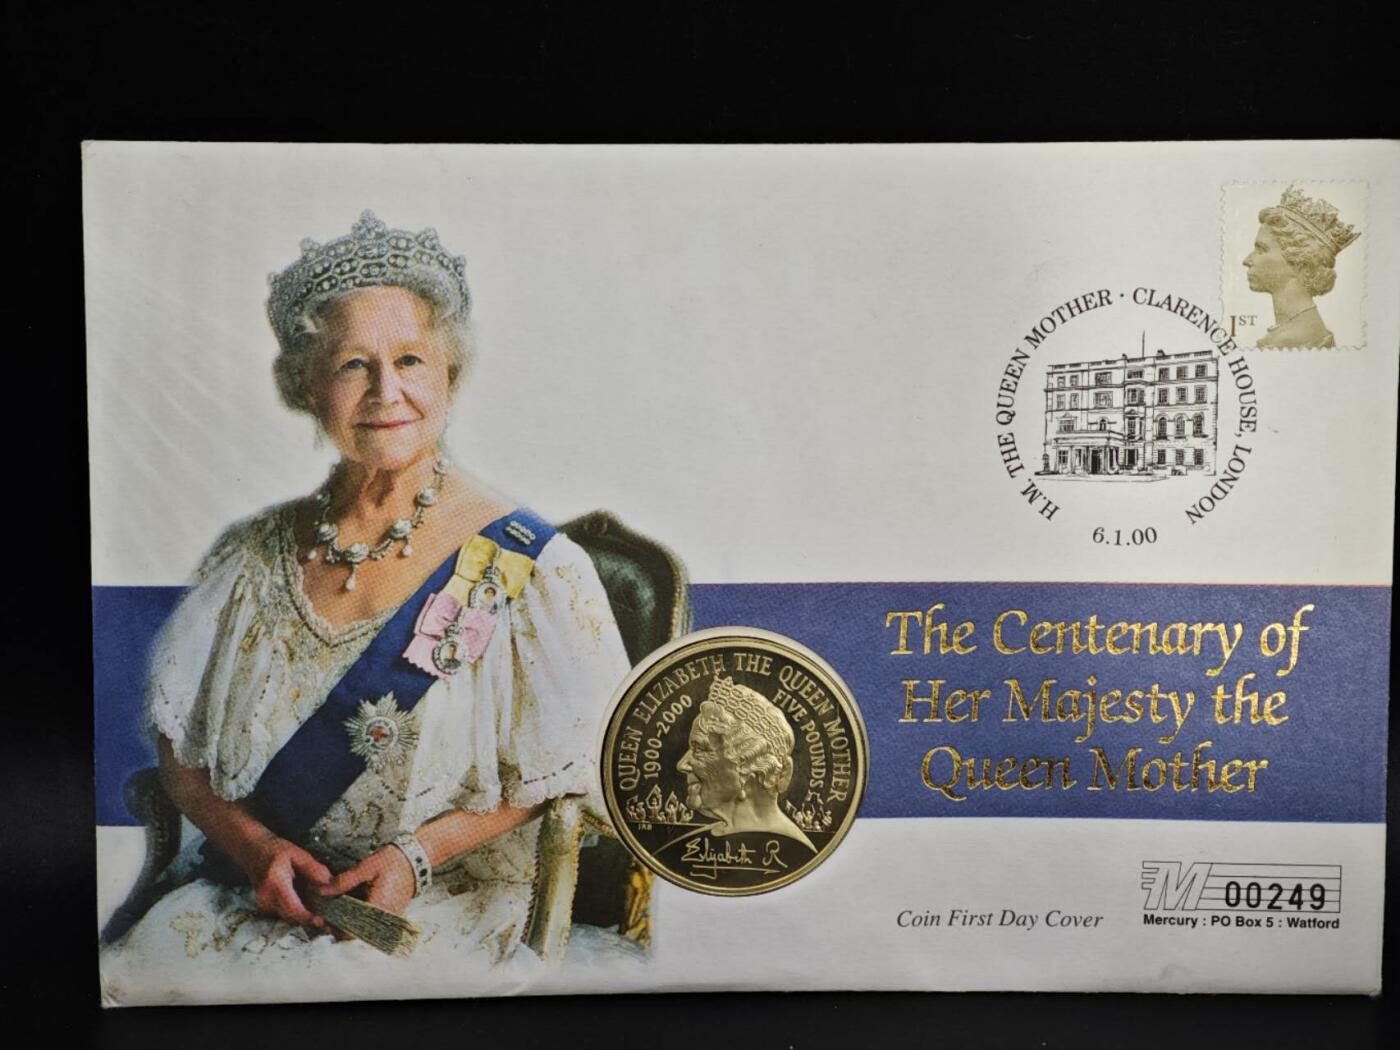 1ST
H.M. THE QUEEN MOTHER · CLARENCE HOUSE, LONDON
6.1.00
The Centenary of
Her Majesty the
Queen Mother
QUEEN ELIZABETH THE QUEEN MOTHER
1900-2000
FIVE POUNDS
IRB
Elizabeth R
Coin First Day Cover
M 00249
Mercury : PO Box 5 : Watford